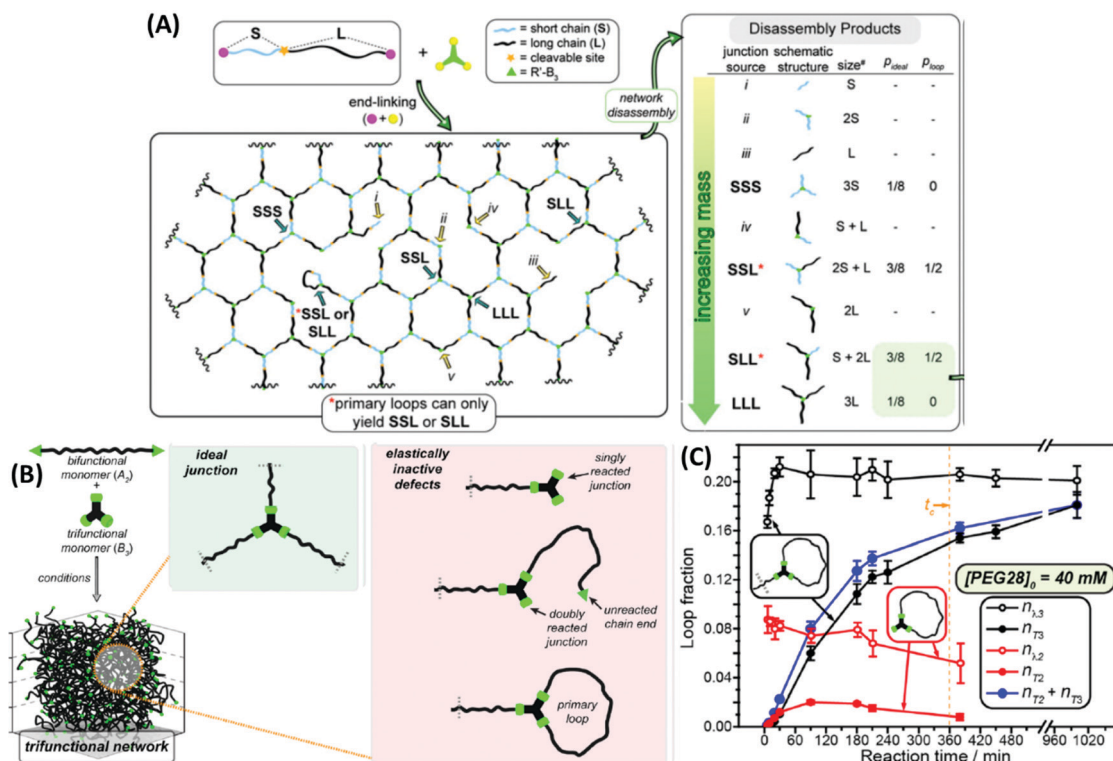 (A)
S L
+
= short chain (S)
= long chain (L)
= cleavable site
= R'-B3
end-linking
( + )
network
disassembly
SSS
i
ii
iv
SLL
SSL
iii
*SSL or
SLL
LLL
v
*primary loops can only
yield SSL or SLL
increasing mass
Disassembly Products
junction schematic
source structure size# pideal ploop
i S - -
ii 2S - -
iii L - -
SSS 3S 1/8 0
iv S + L - -
SSL* 2S + L 3/8 1/2
v 2L - -
SLL* S + 2L 3/8 1/2
LLL 3L 1/8 0
(B)
bifunctional
monomer (A2)
+
trifunctional
monomer (B3)
conditions
trifunctional network
ideal
junction
elastically
inactive
defects
singly
reacted
junction
doubly
reacted
junction
unreacted
chain end
primary
loop
(C)
Loop fraction
0.20
0.16
0.12
0.08
0.04
0.00
tc
[PEG28]0 = 40 mM
nλ,3
nT3
nλ,2
nT2
nT2 + nT3
0 60 120 180 240 300 360 420 480 960 1020
Reaction time / min